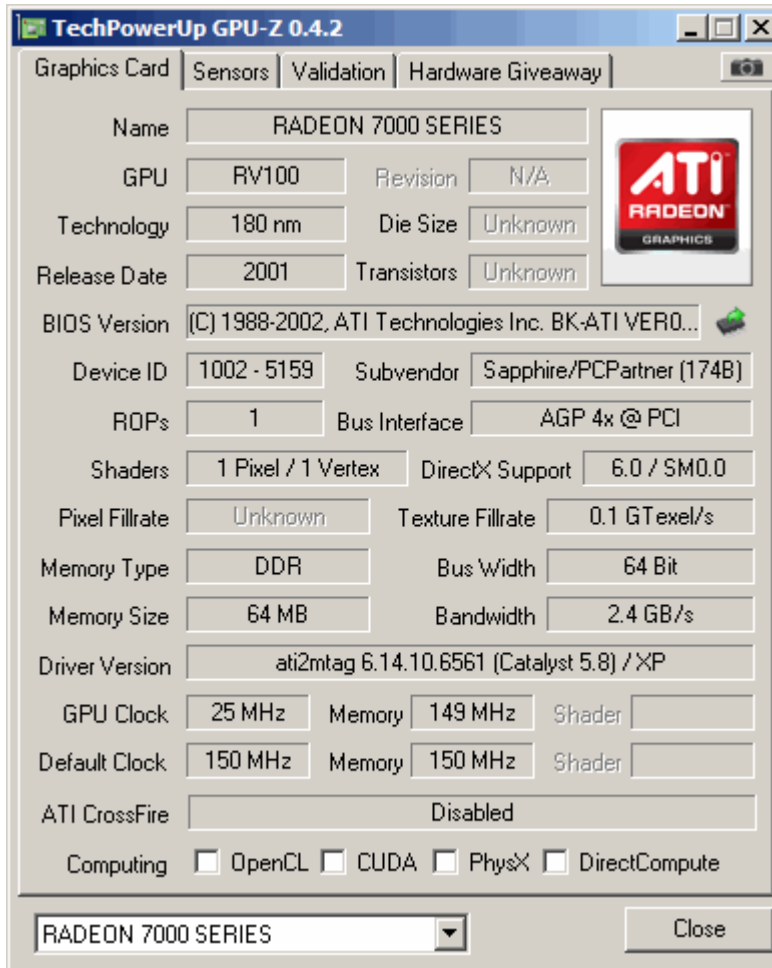 TechPowerUp GPU-Z 0.4.2
Graphics Card Sensors Validation Hardware Giveaway
Name RADEON 7000 SERIES
ATI RADEON GRAPHICS
GPU RV100 Revision N/A
Technology 180 nm Die Size Unknown
Release Date 2001 Transistors Unknown
BIOS Version (C) 1988-2002, ATI Technologies Inc. BK-ATI VER0...
Device ID 1002 - 5159 Subvendor Sapphire/PCPartner (174B)
ROPs 1 Bus Interface AGP 4x @ PCI
Shaders 1 Pixel / 1 Vertex DirectX Support 6.0 / SM0.0
Pixel Fillrate Unknown Texture Fillrate 0.1 GTexel/s
Memory Type DDR Bus Width 64 Bit
Memory Size 64 MB Bandwidth 2.4 GB/s
Driver Version ati2mtag 6.14.10.6561 (Catalyst 5.8) / XP
GPU Clock 25 MHz Memory 149 MHz Shader
Default Clock 150 MHz Memory 150 MHz Shader
ATI CrossFire Disabled
Computing OpenCL CUDA PhysX DirectCompute
RADEON 7000 SERIES Close